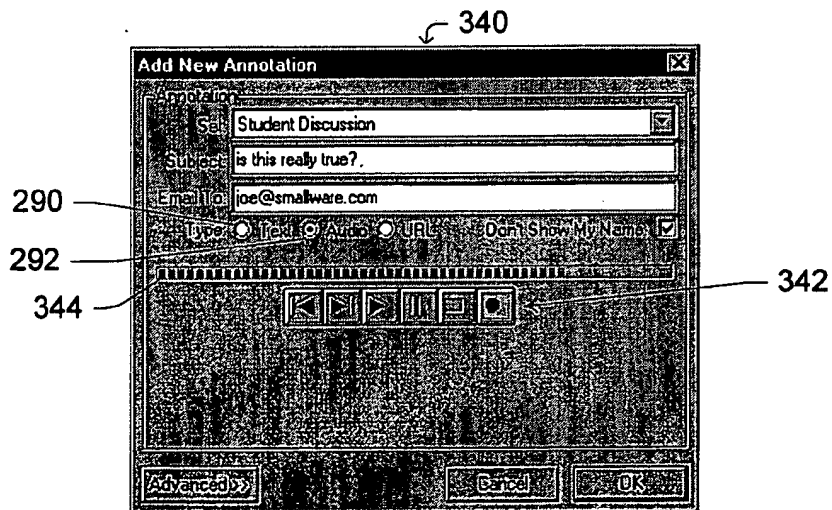 340
Add New Annotation
Annotation
Set: Student Discussion
Subject: is this really true?
Email To: joe@smallware.com
290
Type: Text Audio URL Don't Show My Name:
292
344
342
Advanced>> Cancel OK